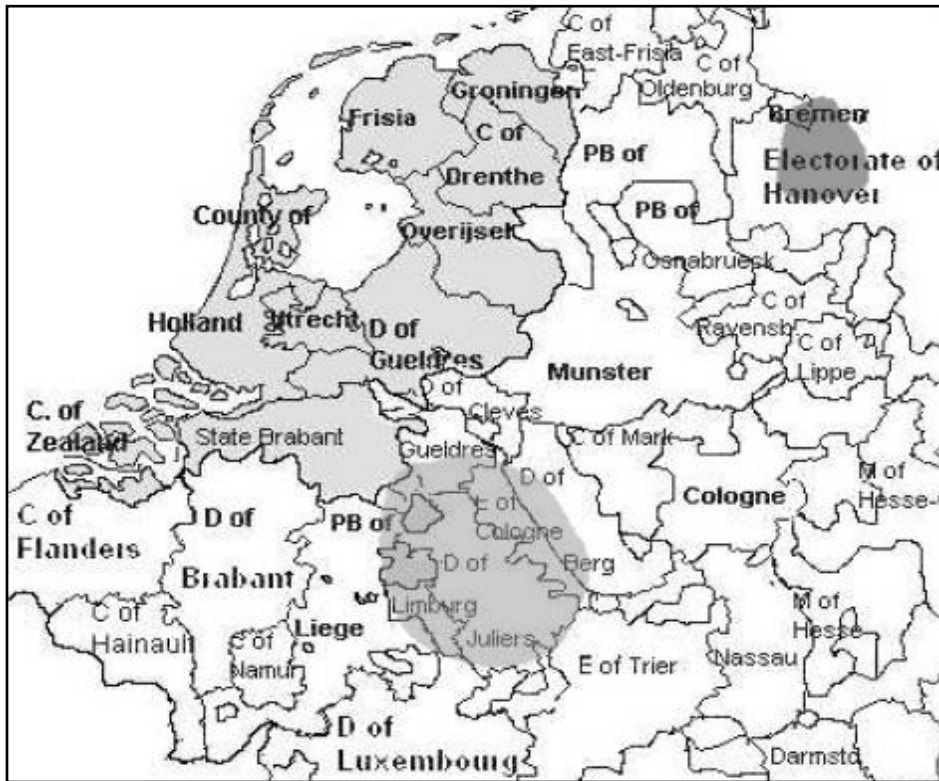 C of
East-Frisia
C of
Oldenburg
Groningen
Bremen
Frisia
C of
Drenthe
PB of
Electorate of
Hanover
County of
PB of
Overijsel
Osnabrueck
Holland
Utrecht
D of
Gueldres
C of
Ravensb
C of
Lippe
Munster
D of
Cleves
C. of
Zealand
State Brabant
Gueldres
C of Mark
D of
Cologne
M of
Hesse-
C of
Flanders
D of
Brabant
PB of
Liege
E of
Cologne
D of
Limburg
Berg
Juliers
C of
Hainault
C of
Namur
E of Trier
Nassau
M of
Hesse
D of
Luxembourg
Darmstd